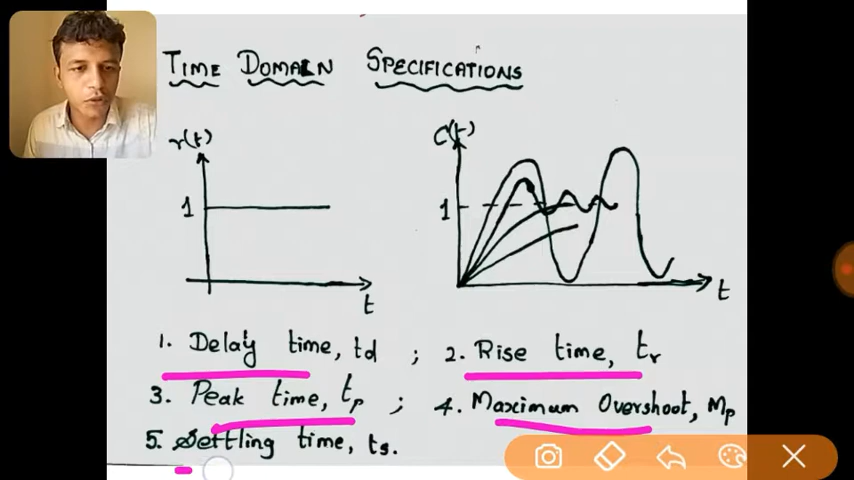 TIME DOMAIN SPECIFICATIONS
r(t)
1
t
C(t)
1
t
1. Delay time, td ; 2. Rise time, tr
3. Peak time, tp ; 4. Maximum Overshoot, Mp
5. Settling time, ts.